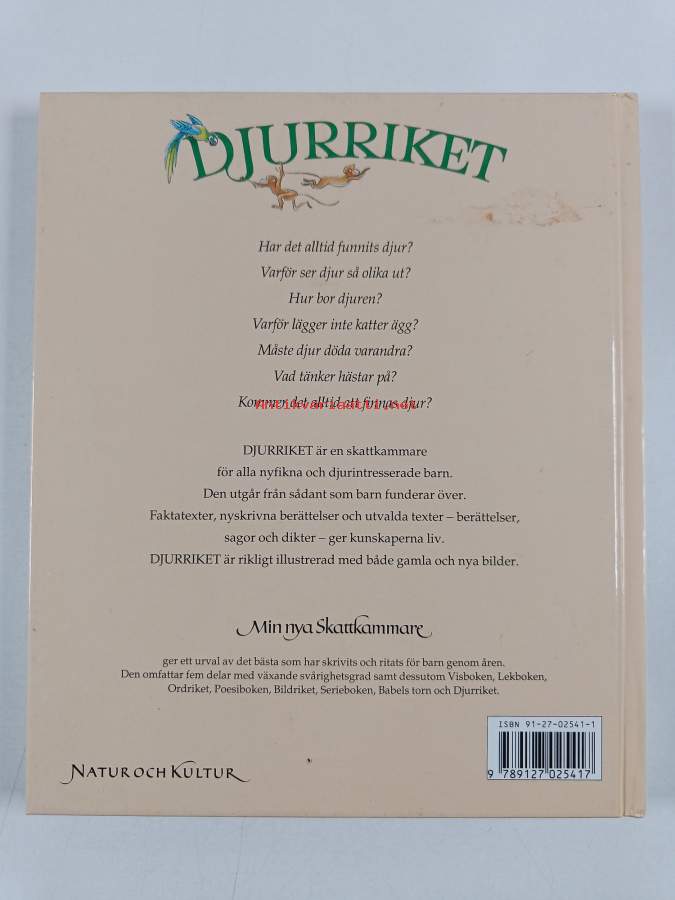 DJURRIKET
Har det alltid funnits djur?
Varför ser djur så olika ut?
Hur bor djuren?
Varför lägger inte katter ägg?
Måste djur döda varandra?
Vad tänker hästar på?
Kommer det alltid att finnas djur?
DJURRIKET är en skattkammare
för alla nyfikna och djurintresserade barn.
Den utgår från sådant som barn funderar över.
Faktatexter, nyskrivna berättelser och utvalda texter – berättelser,
sagor och dikter – ger kunskaperna liv.
DJURRIKET är rikligt illustrerad med både gamla och nya bilder.
Min nya Skattkammare
ger ett urval av det bästa som har skrivits och ritats för barn genom åren.
Den omfattar fem delar med växande svårighetsgrad samt dessutom Visboken, Lekboken,
Ordriket, Poesiboken, Bildriket, Serieboken, Babels torn och Djurriket.
ISBN 91-27-02541-1
9 789127 025417
NATUR OCH KULTUR